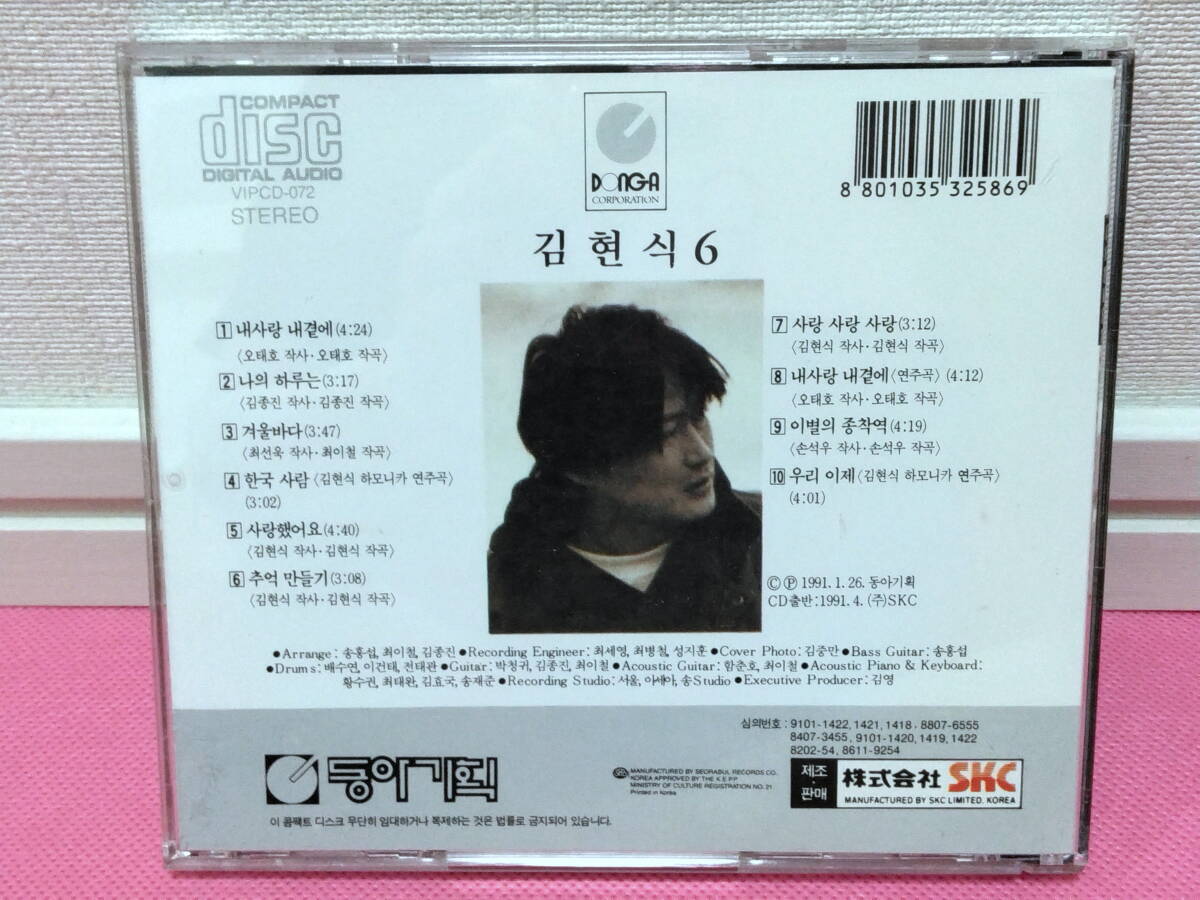 COMPACT
disc
DIGITAL AUDIO
VIPCD-072
STEREO
DONGA
CORPORATION
8 801035 325869
김현식 6
1 내사랑 내곁에(4:24)
〈오태호 작사·오태호 작곡〉
2 나의 하루는(3:17)
〈김종진 작사·김종진 작곡〉
3 겨울바다(3:47)
〈최선욱 작사·최이철 작곡〉
4 한국 사람〈김현식 하모니카 연주곡〉
(3:02)
5 사랑했어요(4:40)
〈김현식 작사·김현식 작곡〉
6 추억 만들기(3:08)
〈김현식 작사·김현식 작곡〉
7 사랑 사랑 사랑(3:12)
〈김현식 작사·김현식 작곡〉
8 내사랑 내곁에〈연주곡〉(4:12)
〈오태호 작사·오태호 작곡〉
9 이별의 종착역(4:19)
〈손석우 작사·손석우 작곡〉
10 우리 이제〈김현식 하모니카 연주곡〉
(4:01)
©℗ 1991.1.26. 동아기획
CD출반:1991.4. (주)SKC
●Arrange: 송홍섭, 최이철, 김종진●Recording Engineer: 최세영, 최병철, 성지훈●Cover Photo: 김중만●Bass Guitar: 송홍섭
●Drums: 배수연, 이건태, 전태관●Guitar: 박청귀, 김종진, 최이철●Acoustic Guitar: 함춘호, 최이철●Acoustic Piano & Keyboard:
황수권, 최태완, 김효국, 송재준●Recording Studio: 서울, 이세아, 송Studio●Executive Producer: 김영
심의번호: 9101-1422, 1421, 1418, 8807-6555
8407-3455, 9101-1420, 1419, 1422
8202-54, 8611-9254
동아기획
MANUFACTURED BY SEORABUL RECORDS CO.
KOREA APPROVED BY THE K.E.P.P
MINISTRY OF CULTURE REGISTRATION NO. 21
Printed in Korea
제조·판매
株式会社 SKC
MANUFACTURED BY SKC LIMITED. KOREA
이 콤팩트 디스크 무단히 임대하거나 복제하는 것은 법률로 금지되어 있습니다.